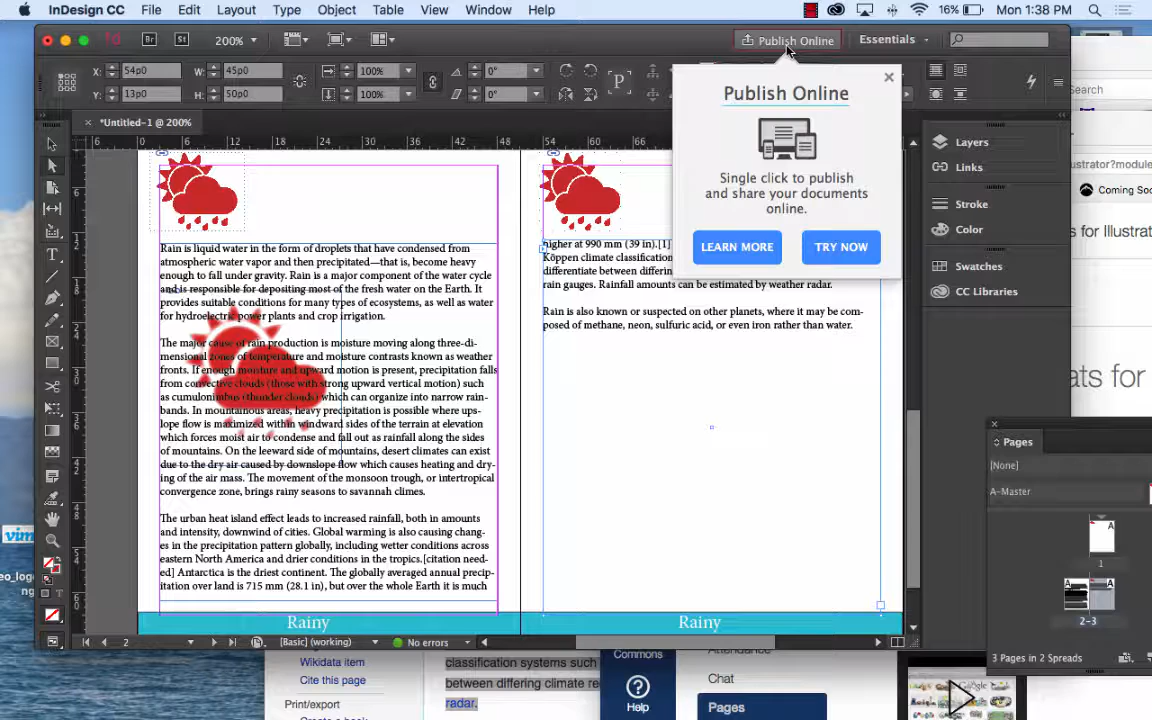 InDesign CC File Edit Layout Type Object Table View Window Help
16% Mon 1:38 PM
Br St 200%
Publish Online Essentials
X: 54p0 W: 45p0 100% 0°
Y: 13p0 H: 50p0 100% 0°
*Untitled-1 @ 200%
6 0 6 12 18 24 30 36 42 48 54 60 66
Publish Online
Single click to publish
and share your documents
online.
LEARN MORE TRY NOW
Rain is liquid water in the form of droplets that have condensed from
atmospheric water vapor and then precipitated—that is, become heavy
enough to fall under gravity. Rain is a major component of the water cycle
and is responsible for depositing most of the fresh water on the Earth. It
provides suitable conditions for many types of ecosystems, as well as water
for hydroelectric power plants and crop irrigation.
The major cause of rain production is moisture moving along three-di-
mensional zones of temperature and moisture contrasts known as weather
fronts. If enough moisture and upward motion is present, precipitation falls
from convective clouds (those with strong upward vertical motion) such
as cumulonimbus (thunder clouds) which can organize into narrow rain-
bands. In mountainous areas, heavy precipitation is possible where ups-
lope flow is maximized within windward sides of the terrain at elevation
which forces moist air to condense and fall out as rainfall along the sides
of mountains. On the leeward side of mountains, desert climates can exist
due to the dry air caused by downslope flow which causes heating and dry-
ing of the air mass. The movement of the monsoon trough, or intertropical
convergence zone, brings rainy seasons to savannah climes.
The urban heat island effect leads to increased rainfall, both in amounts
and intensity, downwind of cities. Global warming is also causing chang-
es in the precipitation pattern globally, including wetter conditions across
eastern North America and drier conditions in the tropics.[citation need-
ed] Antarctica is the driest continent. The globally averaged annual precip-
itation over land is 715 mm (28.1 in), but over the whole Earth it is much
higher at 990 mm (39 in).[1]
Köppen climate classification
differentiate between differin
rain gauges. Rainfall amounts can be estimated by weather radar.
Rain is also known or suspected on other planets, where it may be com-
posed of methane, neon, sulfuric acid, or even iron rather than water.
Rainy
Rainy
2 [Basic] (working) No errors
Layers
Links
Stroke
Color
Swatches
CC Libraries
Search
ustrator?module
Coming Soo
for Illustrat
ats for
Pages
[None]
A-Master
A
1
A A
2-3
3 Pages in 2 Spreads
Wikidata item
Cite this page
Print/export
classification systems such
between differing climate re
radar.
Commons
Help
Chat
Pages